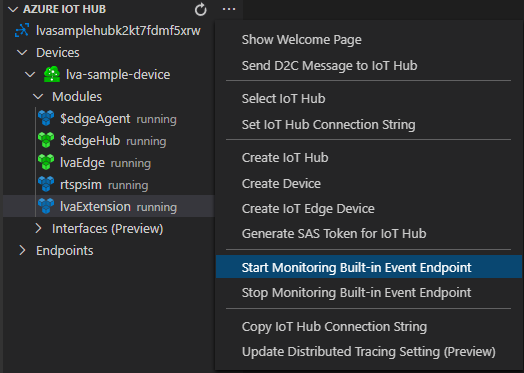 AZURE IOT HUB
lvasamplehubk2kt7fdmf5xrw
Devices
lva-sample-device
Modules
$edgeAgent running
$edgeHub running
lvaEdge running
rtspsim running
lvaExtension running
Interfaces (Preview)
Endpoints
Show Welcome Page
Send D2C Message to IoT Hub
Select IoT Hub
Set IoT Hub Connection String
Create IoT Hub
Create Device
Create IoT Edge Device
Generate SAS Token for IoT Hub
Start Monitoring Built-in Event Endpoint
Stop Monitoring Built-in Event Endpoint
Copy IoT Hub Connection String
Update Distributed Tracing Setting (Preview)